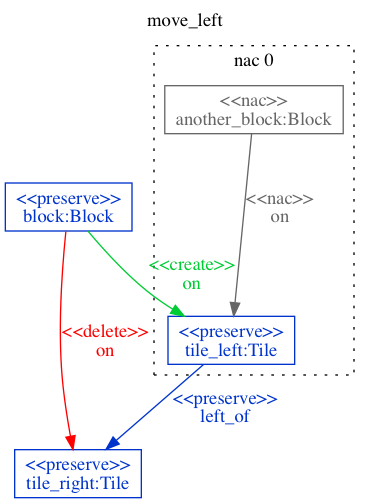 move_left
nac 0
<<nac>>
another_block:Block
<<preserve>>
block:Block
<<nac>>
on
<<create>>
on
<<delete>>
on
<<preserve>>
tile_left:Tile
<<preserve>>
left_of
<<preserve>>
tile_right:Tile